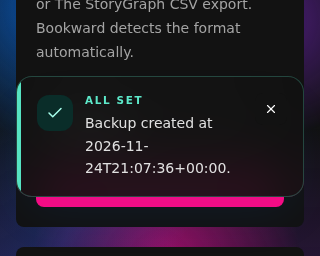 or The StoryGraph CSV export.
Bookward detects the format
automatically.
ALL SET
Backup created at
2026-11-
24T21:07:36+00:00.